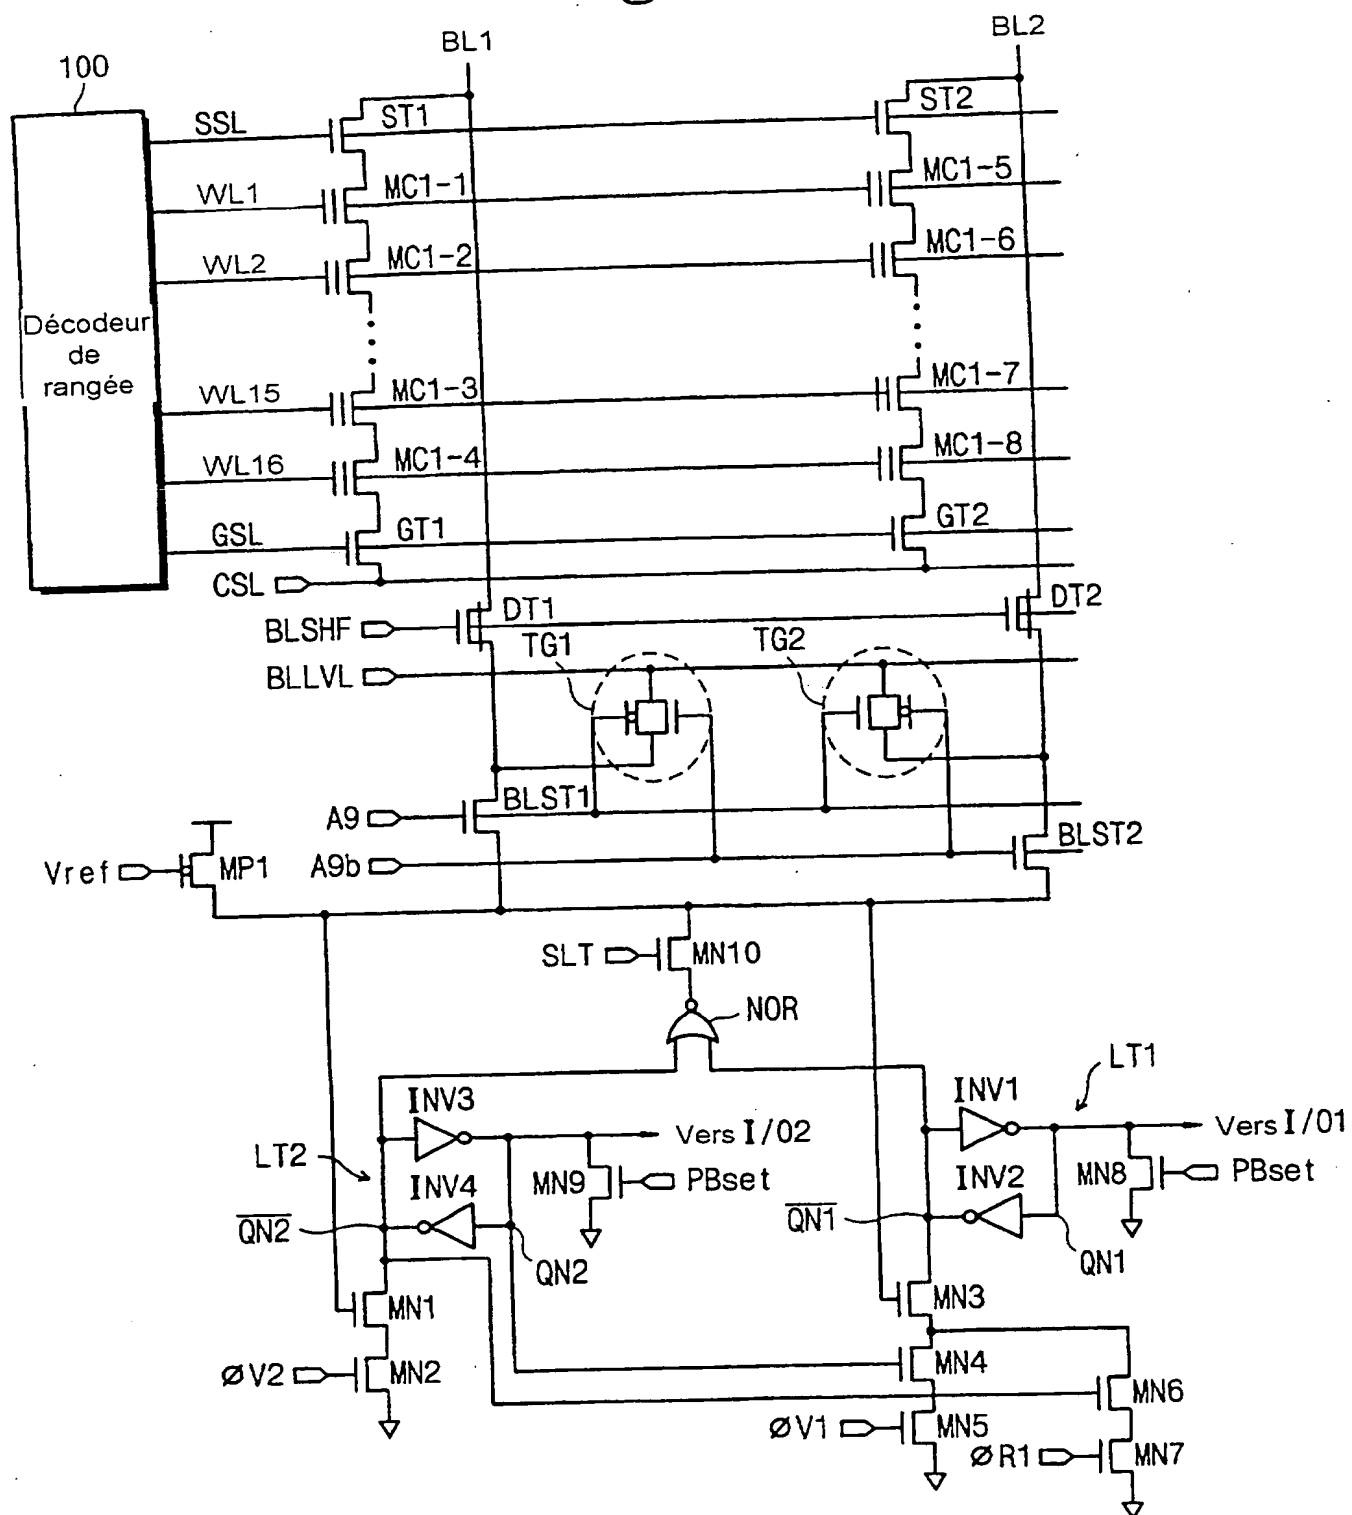 BL1
BL2
100
SSL
ST1
ST2
WL1
MC1-1
MC1-5
WL2
MC1-2
MC1-6
Décodeur
de
rangée
WL15
MC1-3
MC1-7
WL16
MC1-4
MC1-8
GSL
GT1
GT2
CSL
BLSHF
DT1
DT2
TG1
TG2
BLLVL
A9
BLST1
BLST2
Vref
MP1
A9b
SLT
MN10
NOR
LT1
INV3
INV1
Vers I/02
Vers I/01
LT2
INV4
MN9
PBset
INV2
MN8
PBset
QN2
QN1
QN2
QN1
MN1
MN3
ØV2
MN2
MN4
MN6
ØV1
MN5
ØR1
MN7